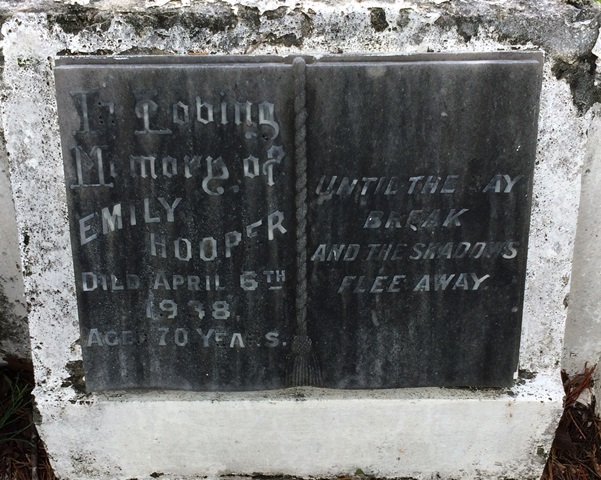 In Loving
Memory of
EMILY
HOOPER
DIED APRIL 6TH
1938.
AGED 70 YEARS.
UNTIL THE DAY
BREAK
AND THE SHADOWS
FLEE AWAY